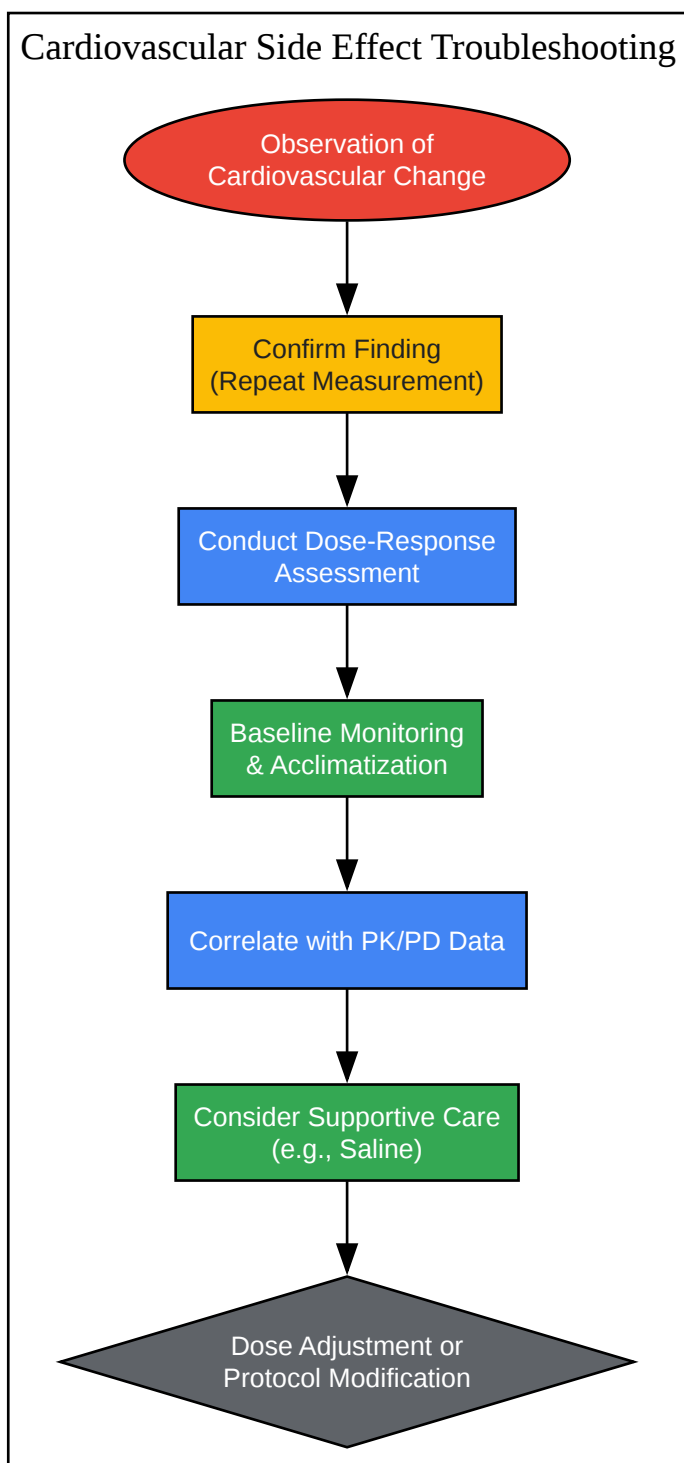 Cardiovascular Side Effect Troubleshooting
Observation of
Cardiovascular Change
Confirm Finding
(Repeat Measurement)
Conduct Dose-Response
Assessment
Baseline Monitoring
& Acclimatization
Correlate with PK/PD Data
Consider Supportive Care
(e.g., Saline)
Dose Adjustment or
Protocol Modification